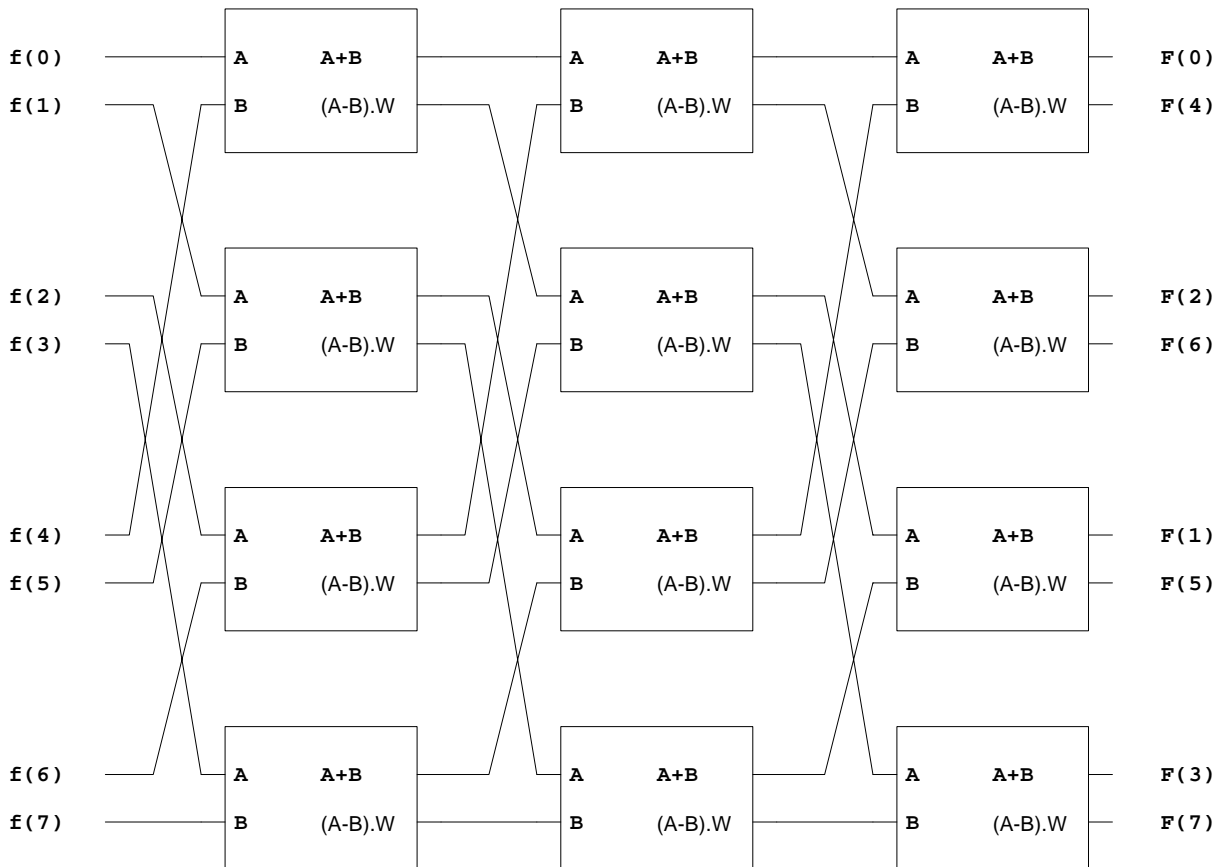 f(0) A A+B A A+B A A+B F(0)
f(1) B (A-B).W B (A-B).W B (A-B).W F(4)
f(2) A A+B A A+B A A+B F(2)
f(3) B (A-B).W B (A-B).W B (A-B).W F(6)
f(4) A A+B A A+B A A+B F(1)
f(5) B (A-B).W B (A-B).W B (A-B).W F(5)
f(6) A A+B A A+B A A+B F(3)
f(7) B (A-B).W B (A-B).W B (A-B).W F(7)